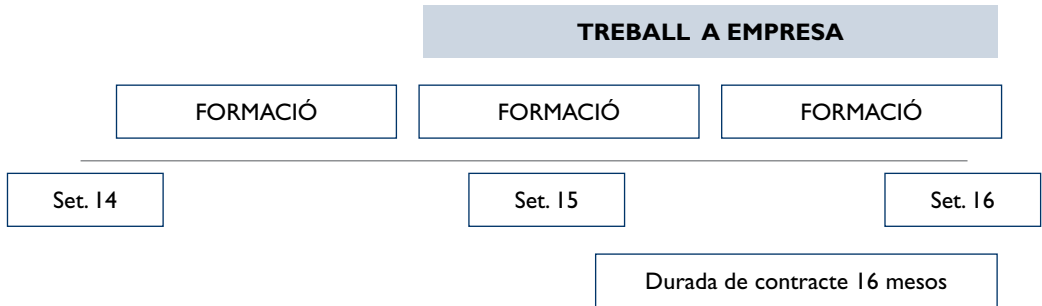 TREBALL A EMPRESA
FORMACIÓ FORMACIÓ FORMACIÓ
Set. 14 Set. 15 Set. 16
Durada de contracte 16 mesos